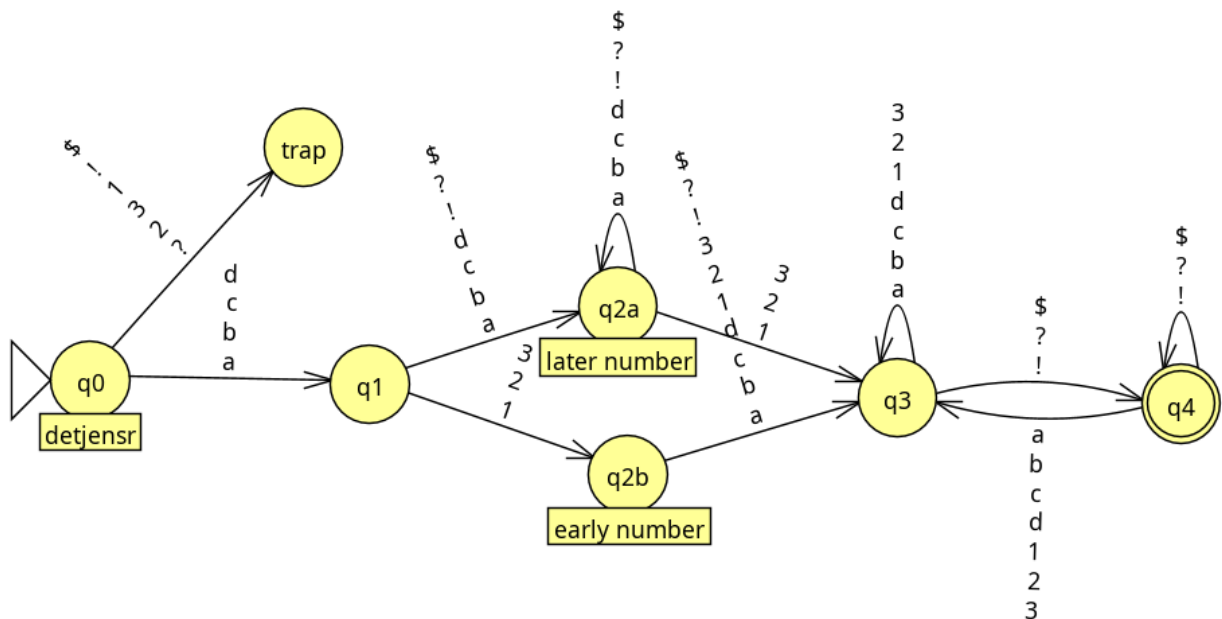 $
?
!
d
c
b
a
$
!
1
3
2
?
trap
d
c
b
a
q0
detjensr
$
?
!
d
c
b
a
3
2
1
q1
q2a
later number
$
?
!
3
2
1
d
c
b
a
3
2
1
q2b
early number
3
2
1
d
c
b
a
q3
$
?
!
a
b
c
d
1
2
3
$
?
!
q4